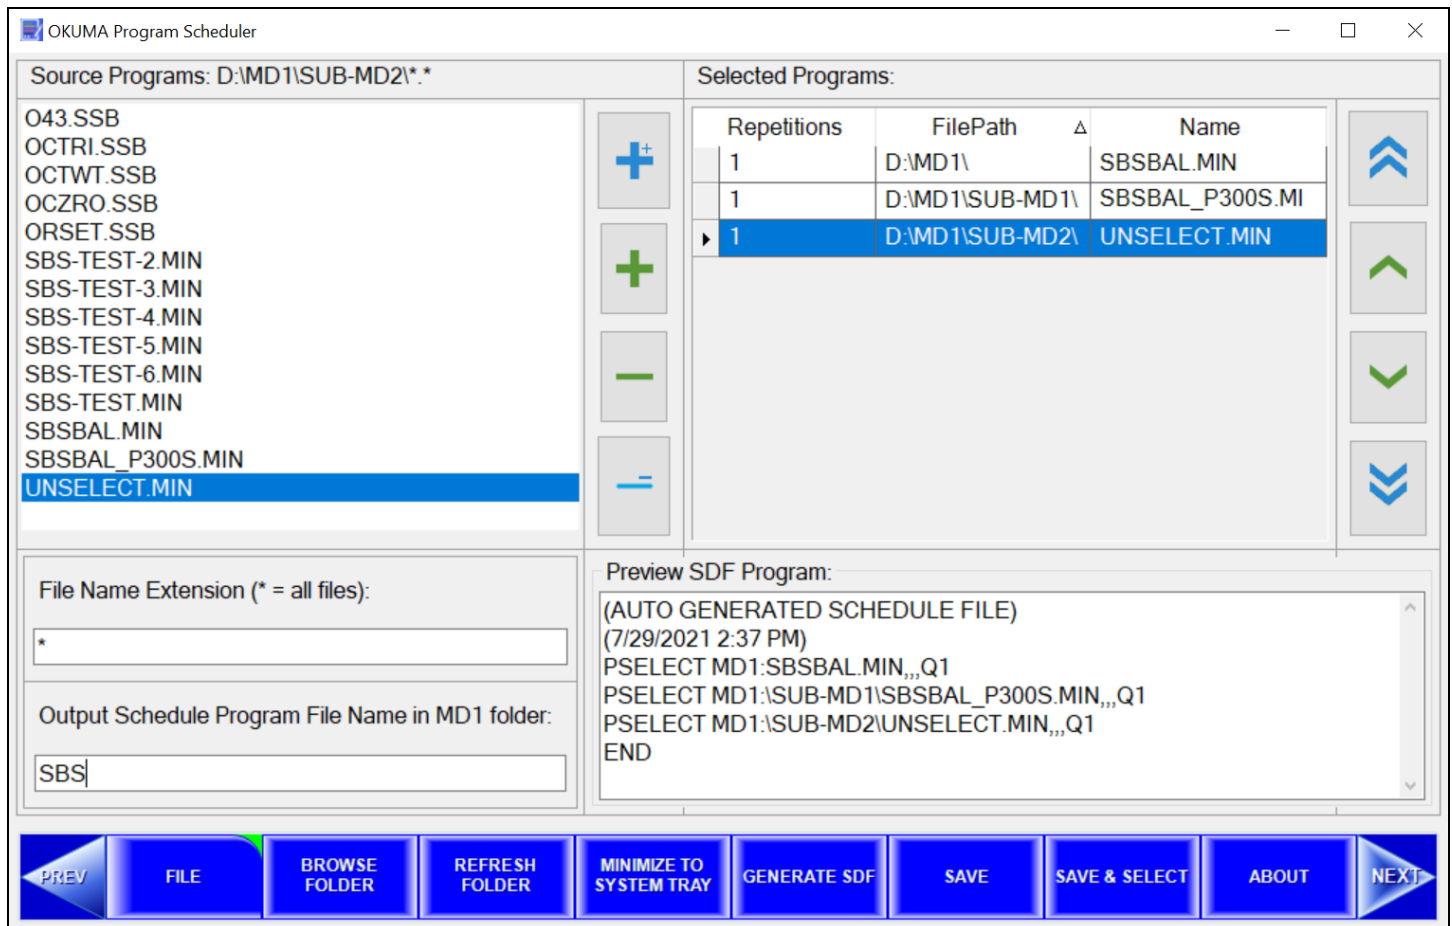 OKUMA Program Scheduler
Source Programs: D:\MD1\SUB-MD2\*.*
O43.SSB
OCTRI.SSB
OCTWT.SSB
OCZRO.SSB
ORSET.SSB
SBS-TEST-2.MIN
SBS-TEST-3.MIN
SBS-TEST-4.MIN
SBS-TEST-5.MIN
SBS-TEST-6.MIN
SBS-TEST.MIN
SBSBAL.MIN
SBSBAL_P300S.MIN
UNSELECT.MIN
Selected Programs:
Repetitions FilePath Name
1 D:\MD1\ SBSBAL.MIN
1 D:\MD1\SUB-MD1\ SBSBAL_P300S.MI
1 D:\MD1\SUB-MD2\ UNSELECT.MIN
File Name Extension (* = all files):
*
Output Schedule Program File Name in MD1 folder:
SBS
Preview SDF Program:
(AUTO GENERATED SCHEDULE FILE)
(7/29/2021 2:37 PM)
PSELECT MD1:SBSBAL.MIN,,,Q1
PSELECT MD1:\SUB-MD1\SBSBAL_P300S.MIN,,,Q1
PSELECT MD1:\SUB-MD2\UNSELECT.MIN,,,Q1
END
PREV
FILE
BROWSE
FOLDER
REFRESH
FOLDER
MINIMIZE TO
SYSTEM TRAY
GENERATE SDF
SAVE
SAVE & SELECT
ABOUT
NEXT